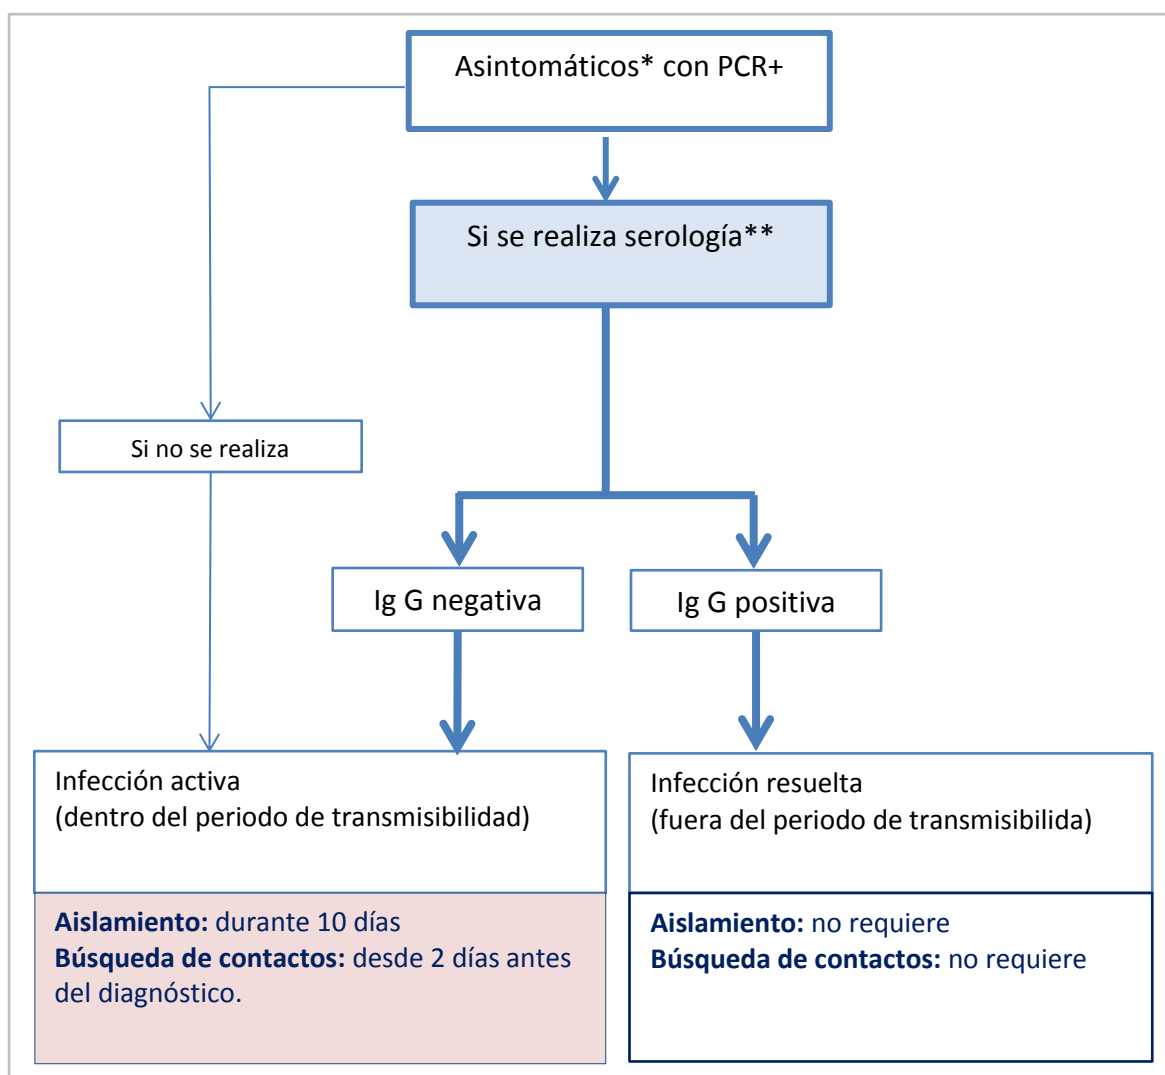 Asintomáticos* con PCR+
Si se realiza serología**
Si no se realiza
Ig G negativa
Ig G positiva
Infección activa
(dentro del periodo de transmisibilidad)
Aislamiento: durante 10 días
Búsqueda de contactos: desde 2 días antes
del diagnóstico.
Infección resuelta
(fuera del periodo de transmisibilida)
Aislamiento: no requiere
Búsqueda de contactos: no requiere